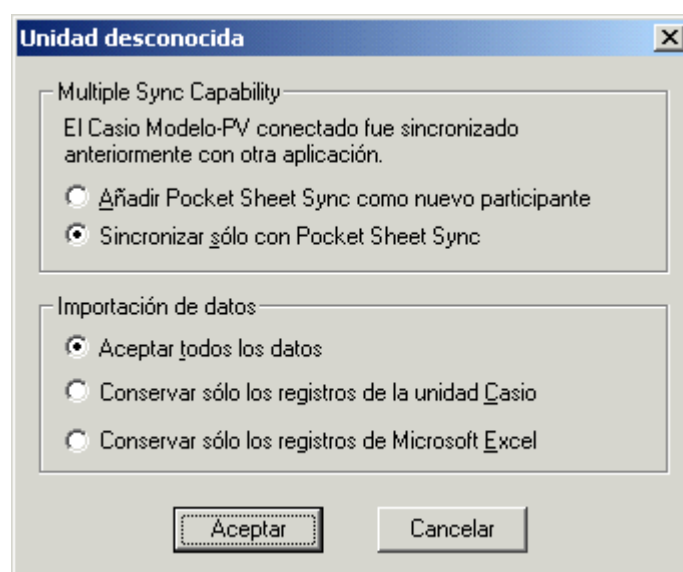 Unidad desconocida
Multiple Sync Capability
El Casio Modelo-PV conectado fue sincronizado
anteriormente con otra aplicación.
Añadir Pocket Sheet Sync como nuevo participante
Sincronizar sólo con Pocket Sheet Sync
Importación de datos
Aceptar todos los datos
Conservar sólo los registros de la unidad Casio
Conservar sólo los registros de Microsoft Excel
Aceptar
Cancelar